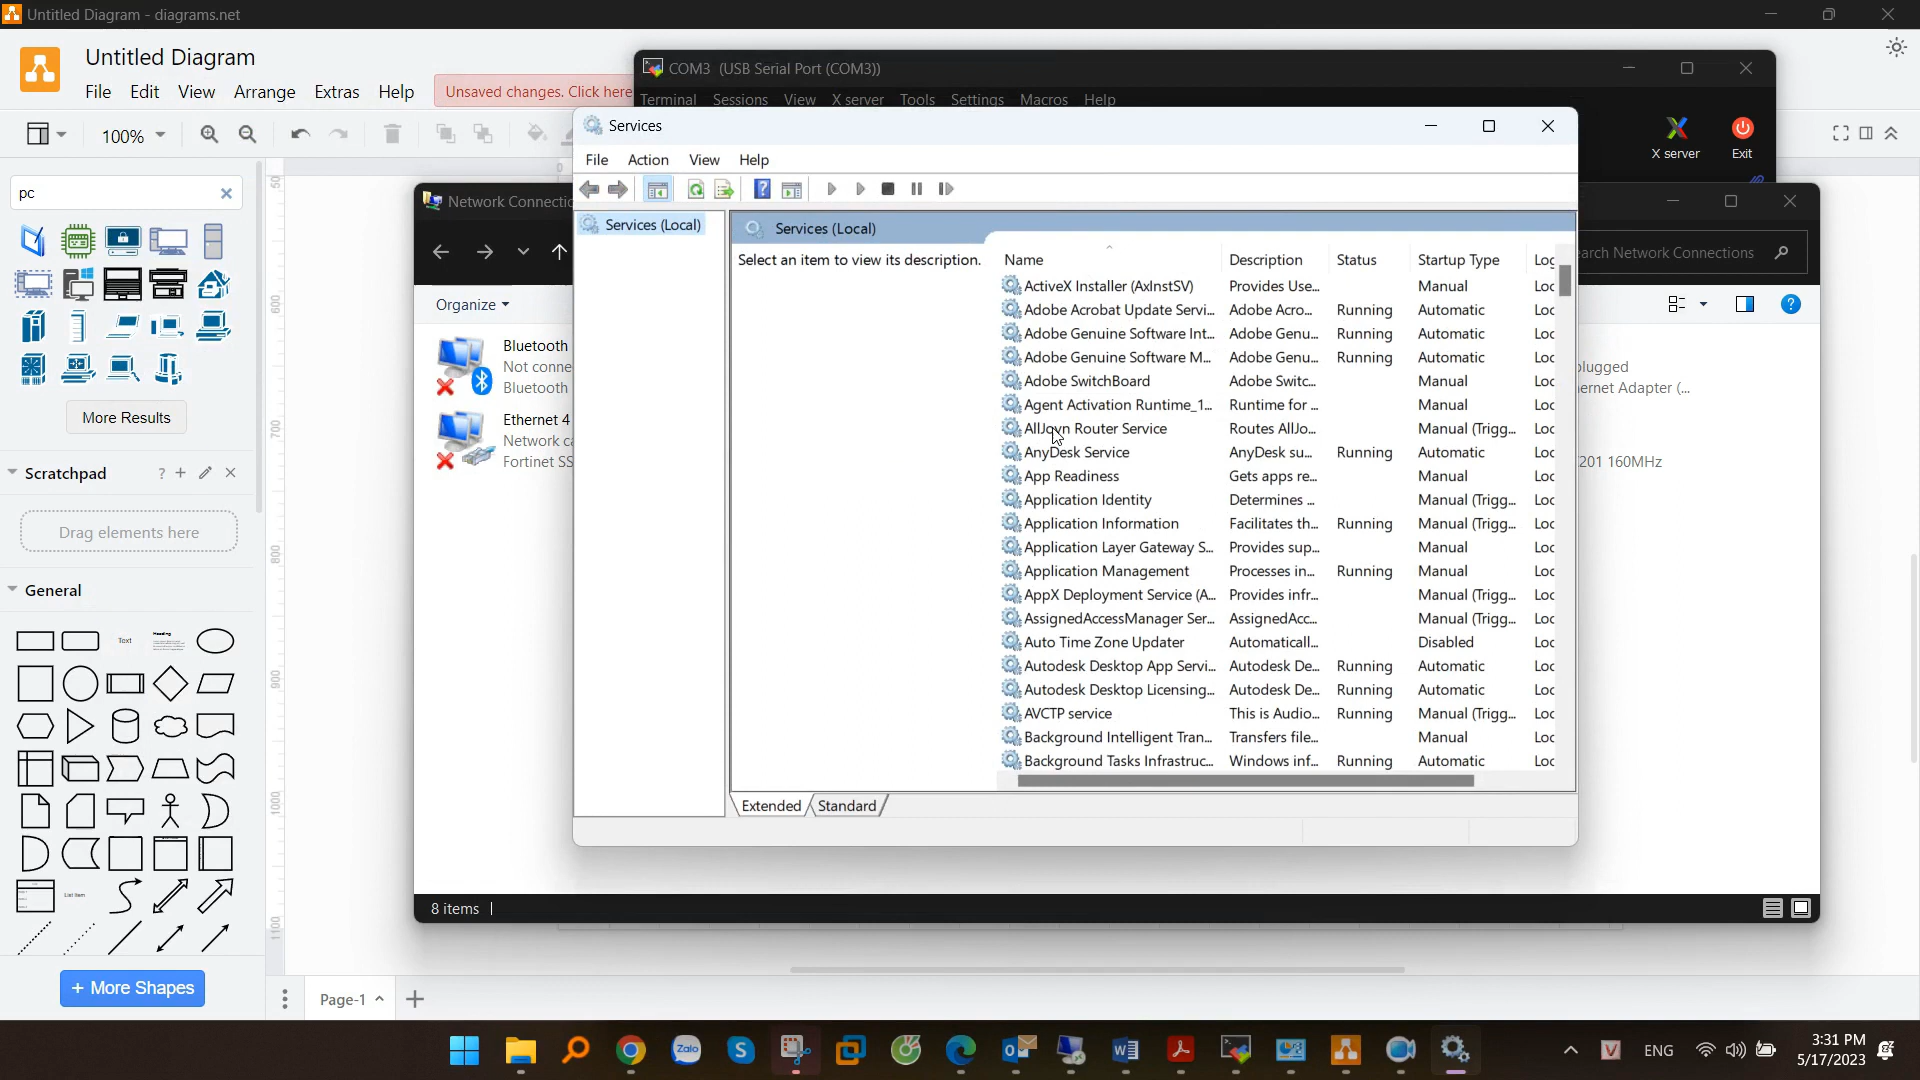 Untitled Diagram - diagrams.net
Untitled Diagram
File Edit View Arrange Extras Help
Unsaved changes. Click here
100%
pc
More Results
Scratchpad
?
Drag elements here
General
Text
Heading
List Item
+ More Shapes
Page-1
COM3 (USB Serial Port (COM3))
Terminal Sessions View X server Tools Settings Macros Help
X server
Exit
Network Connectio
earch Network Connections
Organize
Bluetooth
Not conne
Bluetooth
Ethernet 4
Network ca
Fortinet SS
plugged
ernet Adapter (...
201 160MHz
8 items
Services
File Action View Help
Services (Local)
Services (Local)
Select an item to view its description.
Name Description Status Startup Type Log
ActiveX Installer (AxInstSV) Provides Use... Manual Loc
Adobe Acrobat Update Servi... Adobe Acro... Running Automatic Loc
Adobe Genuine Software Int... Adobe Genu... Running Automatic Loc
Adobe Genuine Software M... Adobe Genu... Running Automatic Loc
Adobe SwitchBoard Adobe Switc... Manual Loc
Agent Activation Runtime_1... Runtime for ... Manual Loc
AllJoyn Router Service Routes AllJo... Manual (Trigg... Loc
AnyDesk Service AnyDesk su... Running Automatic Loc
App Readiness Gets apps re... Manual Loc
Application Identity Determines ... Manual (Trigg... Loc
Application Information Facilitates th... Running Manual (Trigg... Loc
Application Layer Gateway S... Provides sup... Manual Loc
Application Management Processes in... Running Manual Loc
AppX Deployment Service (A... Provides infr... Manual (Trigg... Loc
AssignedAccessManager Ser... AssignedAcc... Manual (Trigg... Loc
Auto Time Zone Updater Automaticall... Disabled Loc
Autodesk Desktop App Servi... Autodesk De... Running Automatic Loc
Autodesk Desktop Licensing... Autodesk De... Running Automatic Loc
AVCTP service This is Audio... Running Manual (Trigg... Loc
Background Intelligent Tran... Transfers file... Manual Loc
Background Tasks Infrastruc... Windows inf... Running Automatic Loc
Extended Standard
Zalo
V ENG
3:31 PM
5/17/2023